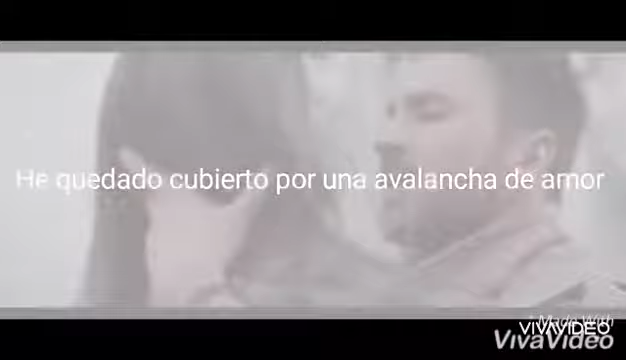 He quedado cubierto por una avalancha de amor
* Made With
VIVAVIDEO
VivaVideo